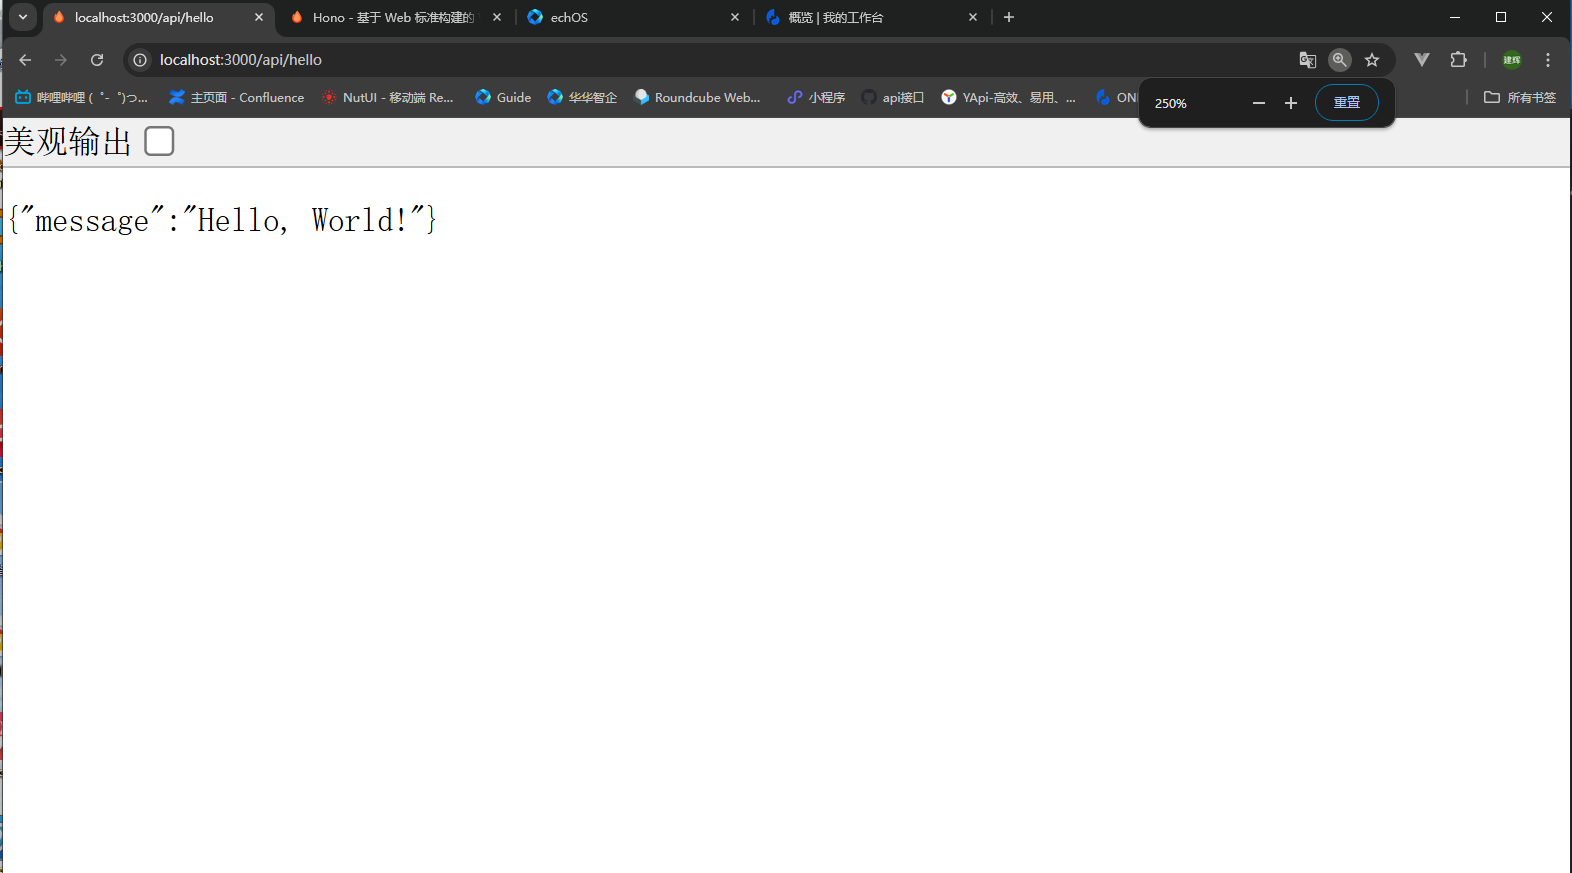 localhost:3000/api/hello
Hono - 基于 Web 标准构建的
echOS
概览 | 我的工作台
localhost:3000/api/hello
建辉
哔哩哔哩 ( ゜- ゜)つ...
主页面 - Confluence
NutUI - 移动端 Re...
Guide
华华智企
Roundcube Web...
小程序
api接口
YApi-高效、易用、...
ON
所有书签
250%
重置
美观输出
{"message":"Hello, World!"}